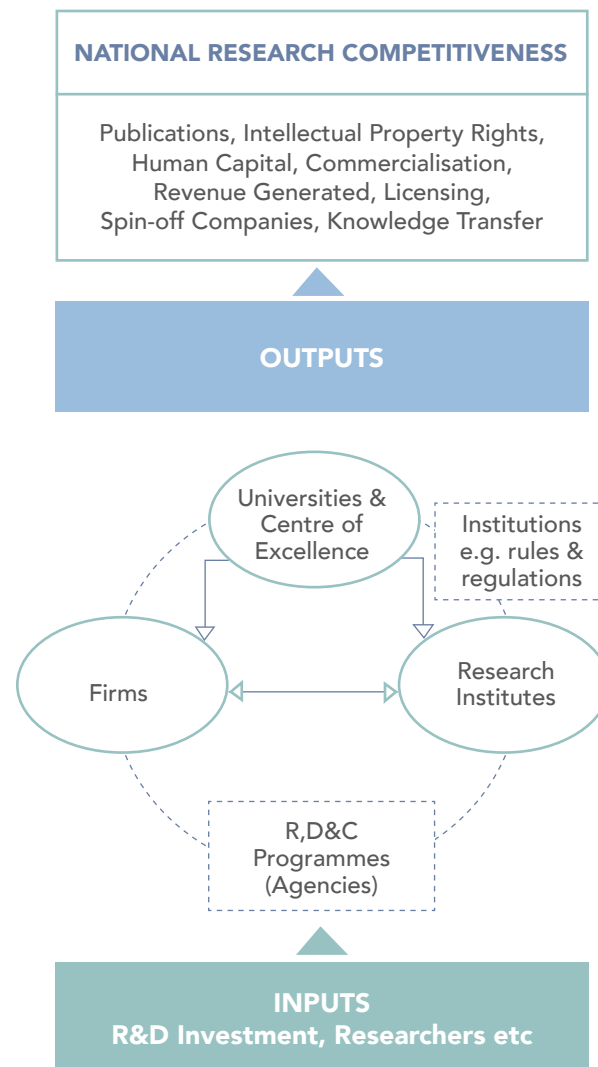 NATIONAL RESEARCH COMPETITIVENESS
Publications, Intellectual Property Rights,
Human Capital, Commercialisation,
Revenue Generated, Licensing,
Spin-off Companies, Knowledge Transfer
OUTPUTS
Universities &
Centre of
Excellence
Institutions
e.g. rules &
regulations
Firms
Research
Institutes
R,D&C
Programmes
(Agencies)
INPUTS
R&D Investment, Researchers etc